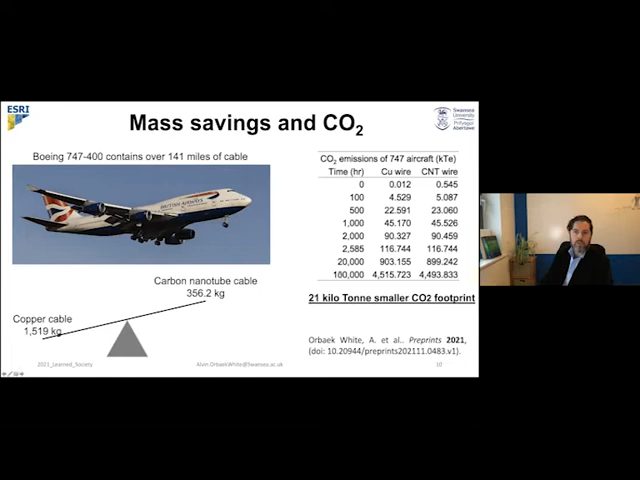 ESRI
Mass savings and CO2
Swansea
University
Prifysgol
Abertawe
Boeing 747-400 contains over 141 miles of cable
BRITISH AIRWAYS
CO2 emissions of 747 aircraft (kTe)
Time (hr) Cu wire CNT wire
0 0.012 0.545
100 4.529 5.087
500 22.591 23.060
1,000 45.170 45.526
2,000 90.327 90.459
2,585 116.744 116.744
20,000 903.155 899.242
100,000 4,515.723 4,493.833
Carbon nanotube cable
356.2 kg
Copper cable
1,519 kg
21 kilo Tonne smaller CO2 footprint
Orbaek White, A. et al.. Preprints 2021,
(doi: 10.20944/preprints202111.0483.v1).
2021_Learned_Society
alvin.OrbaekWhite@Swansea.ac.uk
10